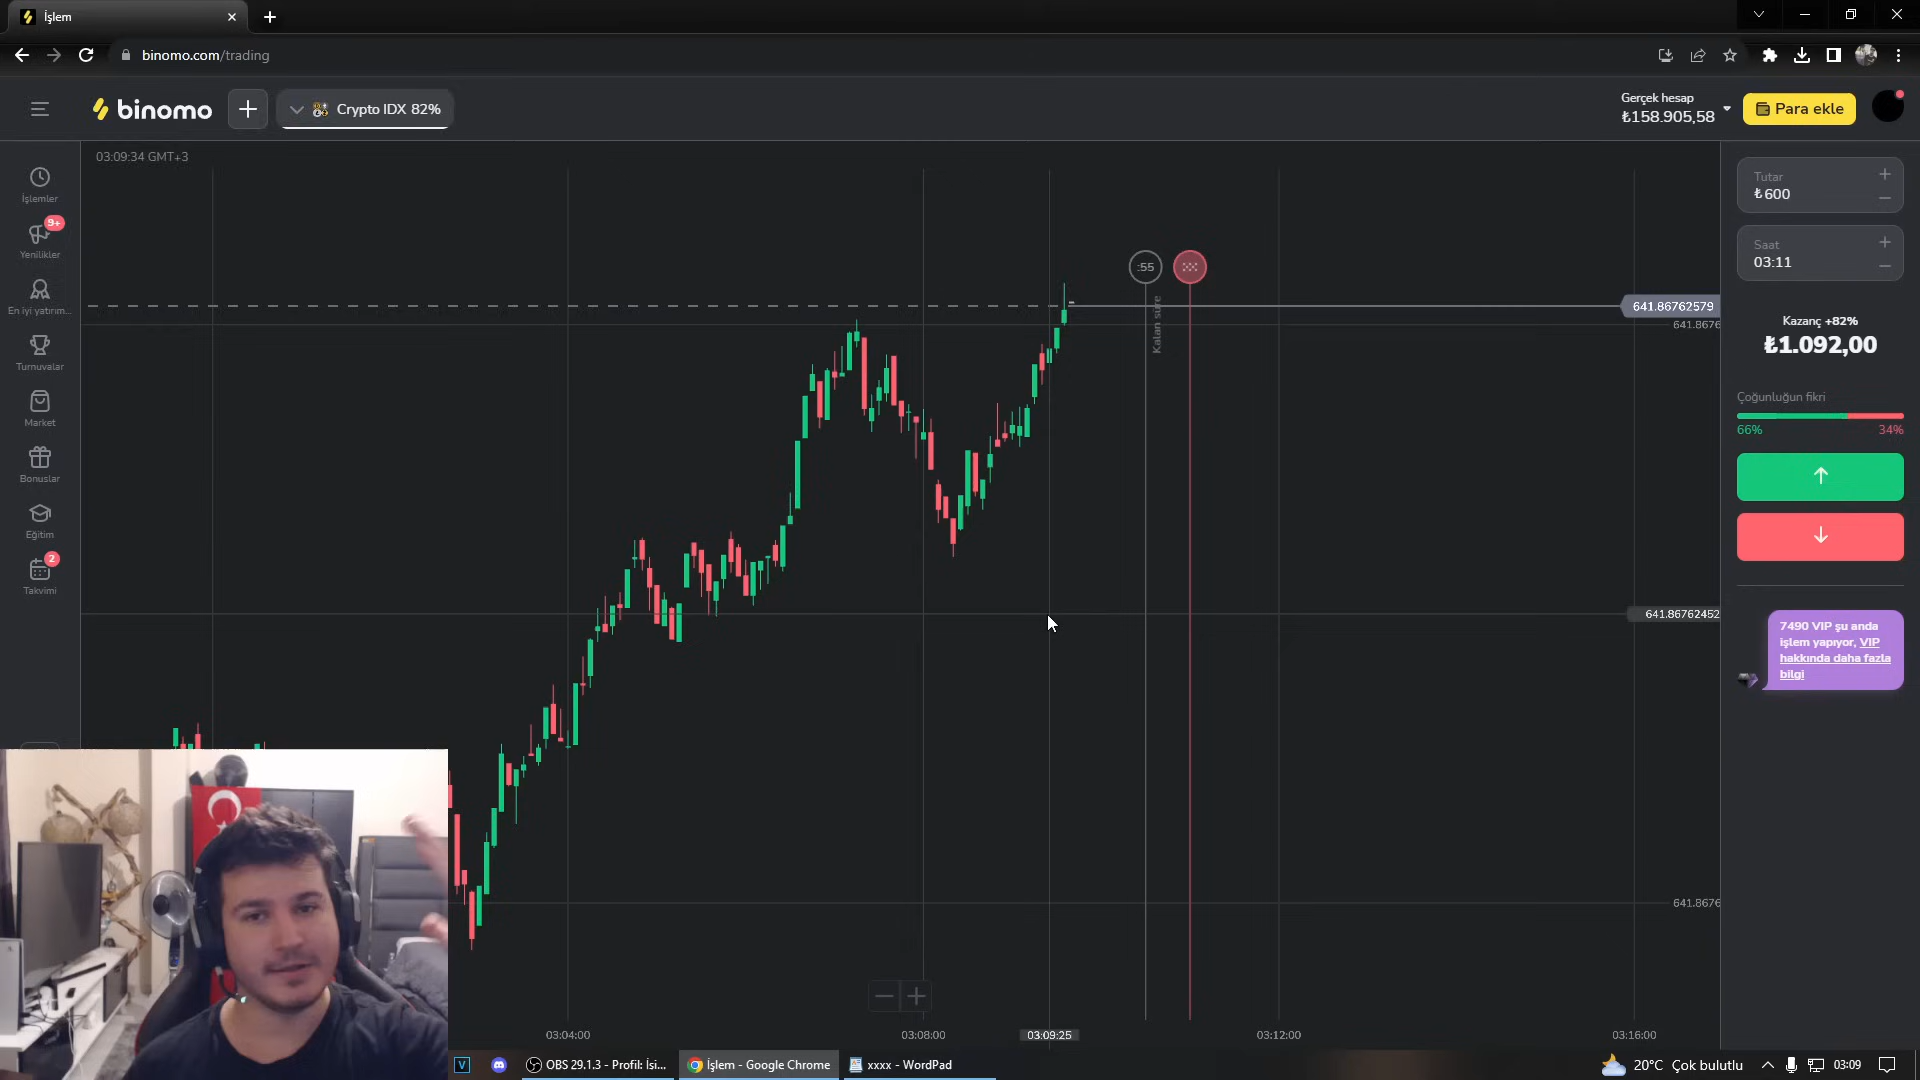 İşlem
binomo.com/trading
binomo
Crypto IDX 82%
Gerçek hesap
₺158.905,58
Para ekle
03:09:34 GMT+3
İşlemler
9+
Yenilikler
En iyi yatırım...
Turnuvalar
Market
Bonuslar
Eğitim
2
Takvimi
:55
Kalan süre
641.86762579
641.8676
641.86762452
641.8676
Tutar
₺600
Saat
03:11
Kazanç +82%
₺1.092,00
Çoğunluğun fikri
66%
34%
7490 VIP şu anda
işlem yapıyor, VIP
hakkında daha fazla
bilgi
03:04:00
03:08:00
03:09:25
03:12:00
03:16:00
V
OBS 29.1.3 - Profil: İsi...
İşlem - Google Chrome
xxxx - WordPad
20°C Çok bulutlu
03:09